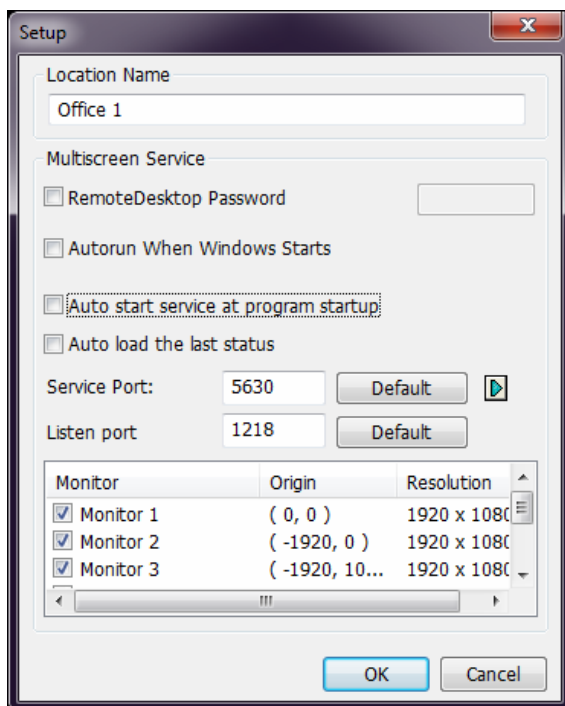 Setup
Location Name
Office 1
Multiscreen Service
RemoteDesktop Password
Autorun When Windows Starts
Auto start service at program startup
Auto load the last status
Service Port: 5630 Default
Listen port 1218 Default
Monitor Origin Resolution
Monitor 1 ( 0, 0 ) 1920 x 1080
Monitor 2 ( -1920, 0 ) 1920 x 1080
Monitor 3 ( -1920, 10... 1920 x 1080
OK Cancel